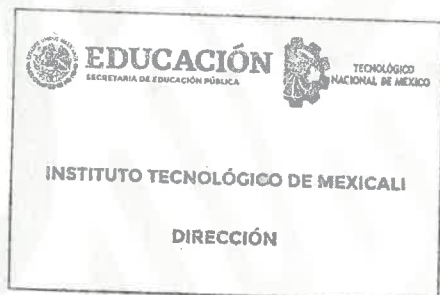 EDUCACIÓN
SECRETARÍA DE EDUCACIÓN PÚBLICA
TECNOLÓGICO
NACIONAL DE MÉXICO
INSTITUTO TECNOLÓGICO DE MEXICALI
DIRECCIÓN